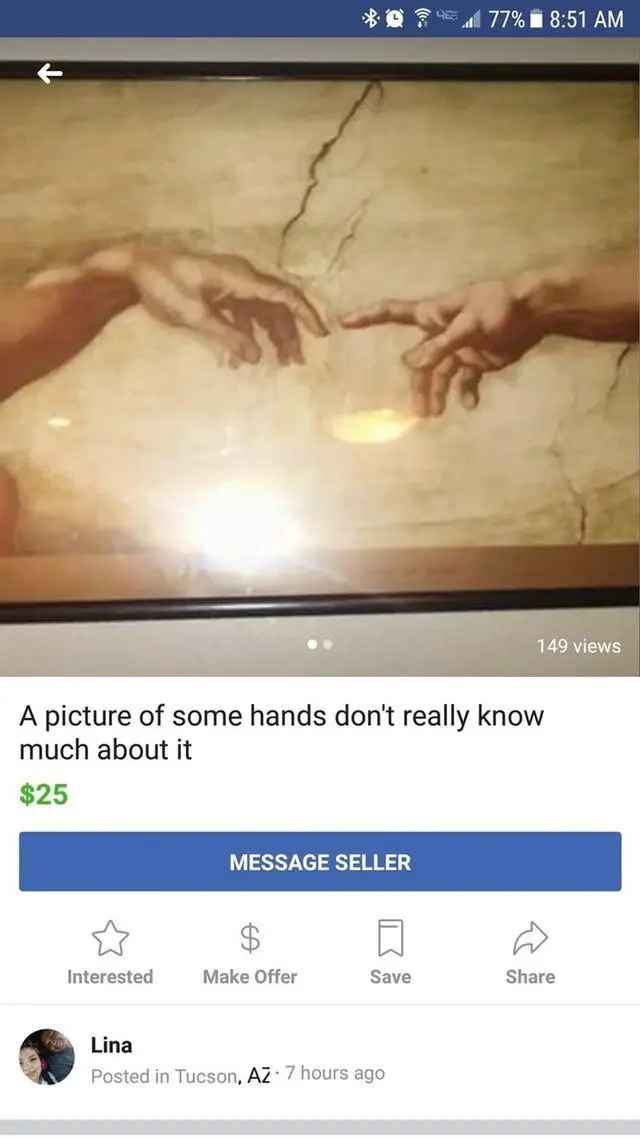 77% 8:51 AM
149 views
A picture of some hands don't really know
much about it
$25
MESSAGE SELLER
Interested Make Offer Save Share
Lina
Posted in Tucson, AZ · 7 hours ago